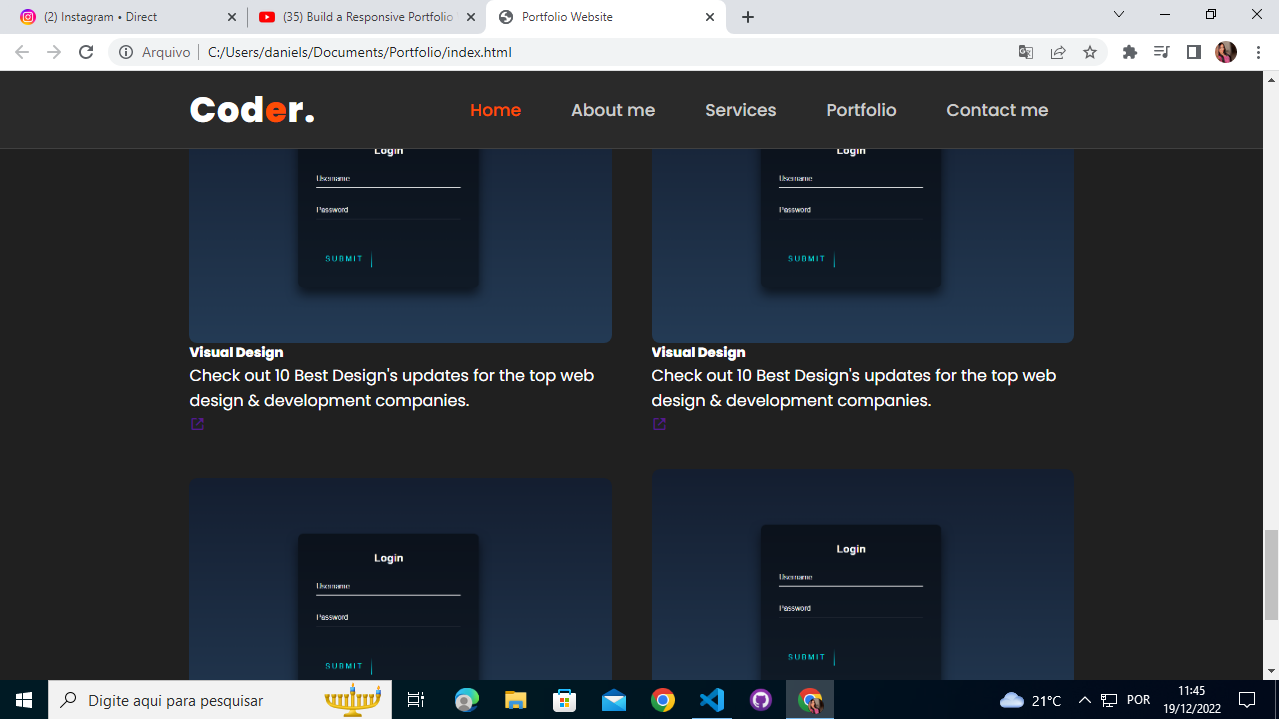 (2) Instagram • Direct
(35) Build a Responsive Portfolio
Portfolio Website
Arquivo
C:/Users/daniels/Documents/Portfolio/index.html
Coder.
Home
About me
Services
Portfolio
Contact me
Login
Username
Password
SUBMIT
Login
Username
Password
SUBMIT
Visual Design
Check out 10 Best Design's updates for the top web
design & development companies.
Visual Design
Check out 10 Best Design's updates for the top web
design & development companies.
Login
Username
Password
SUBMIT
Login
Username
Password
SUBMIT
Digite aqui para pesquisar
21°C
POR
11:45
19/12/2022